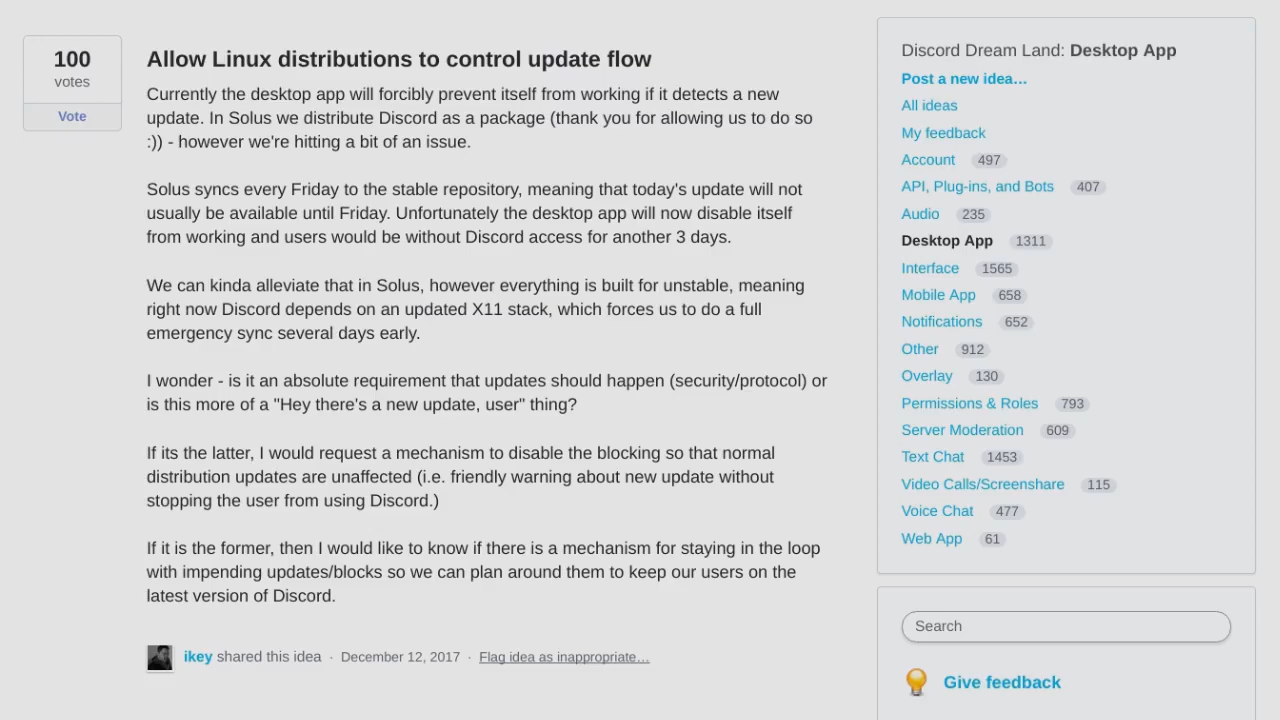 100
votes
Vote
Allow Linux distributions to control update flow
Currently the desktop app will forcibly prevent itself from working if it detects a new
update. In Solus we distribute Discord as a package (thank you for allowing us to do so
:)) - however we're hitting a bit of an issue.
Solus syncs every Friday to the stable repository, meaning that today's update will not
usually be available until Friday. Unfortunately the desktop app will now disable itself
from working and users would be without Discord access for another 3 days.
We can kinda alleviate that in Solus, however everything is built for unstable, meaning
right now Discord depends on an updated X11 stack, which forces us to do a full
emergency sync several days early.
I wonder - is it an absolute requirement that updates should happen (security/protocol) or
is this more of a "Hey there's a new update, user" thing?
If its the latter, I would request a mechanism to disable the blocking so that normal
distribution updates are unaffected (i.e. friendly warning about new update without
stopping the user from using Discord.)
If it is the former, then I would like to know if there is a mechanism for staying in the loop
with impending updates/blocks so we can plan around them to keep our users on the
latest version of Discord.
ikey shared this idea · December 12, 2017 · Flag idea as inappropriate…
Discord Dream Land: Desktop App
Post a new idea…
All ideas
My feedback
Account 497
API, Plug-ins, and Bots 407
Audio 235
Desktop App 1311
Interface 1565
Mobile App 658
Notifications 652
Other 912
Overlay 130
Permissions & Roles 793
Server Moderation 609
Text Chat 1453
Video Calls/Screenshare 115
Voice Chat 477
Web App 61
Search
Give feedback